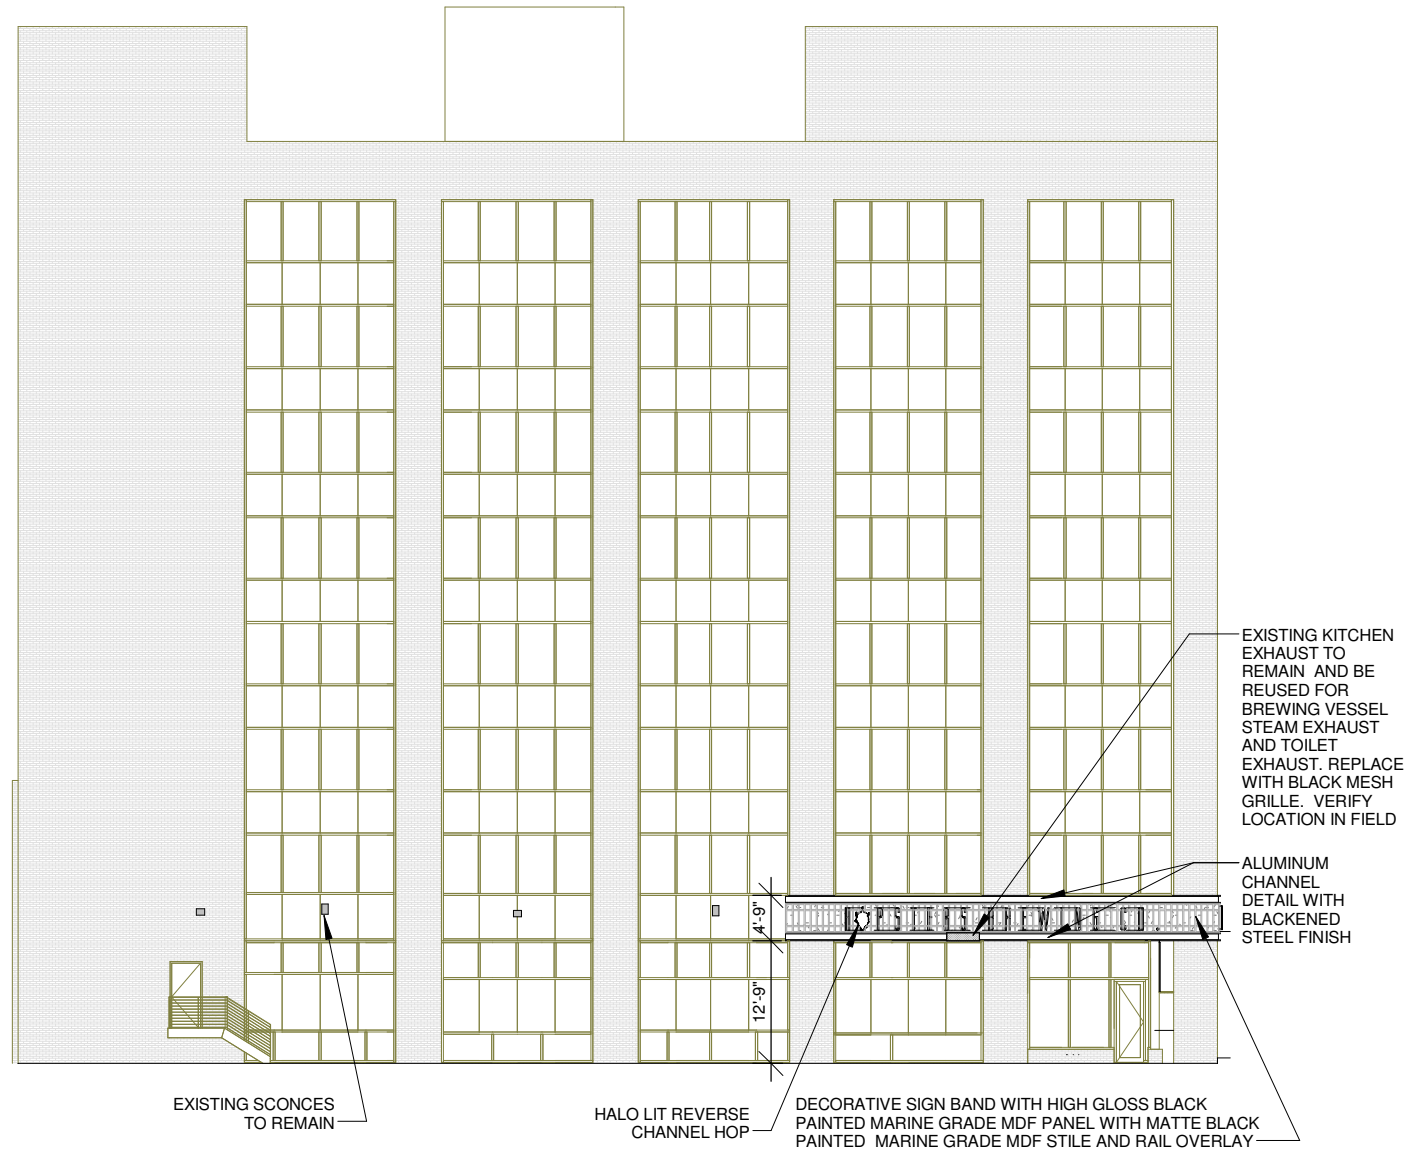 EXISTING KITCHEN
EXHAUST TO
REMAIN AND BE
REUSED FOR
BREWING VESSEL
STEAM EXHAUST
AND TOILET
EXHAUST. REPLACE
WITH BLACK MESH
GRILLE. VERIFY
LOCATION IN FIELD
ALUMINUM
CHANNEL
DETAIL WITH
BLACKENED
STEEL FINISH
4'-9"
12'-9"
EXISTING SCONCES
TO REMAIN
HALO LIT REVERSE
CHANNEL HOP
DECORATIVE SIGN BAND WITH HIGH GLOSS BLACK
PAINTED MARINE GRADE MDF PANEL WITH MATTE BLACK
PAINTED MARINE GRADE MDF STILE AND RAIL OVERLAY